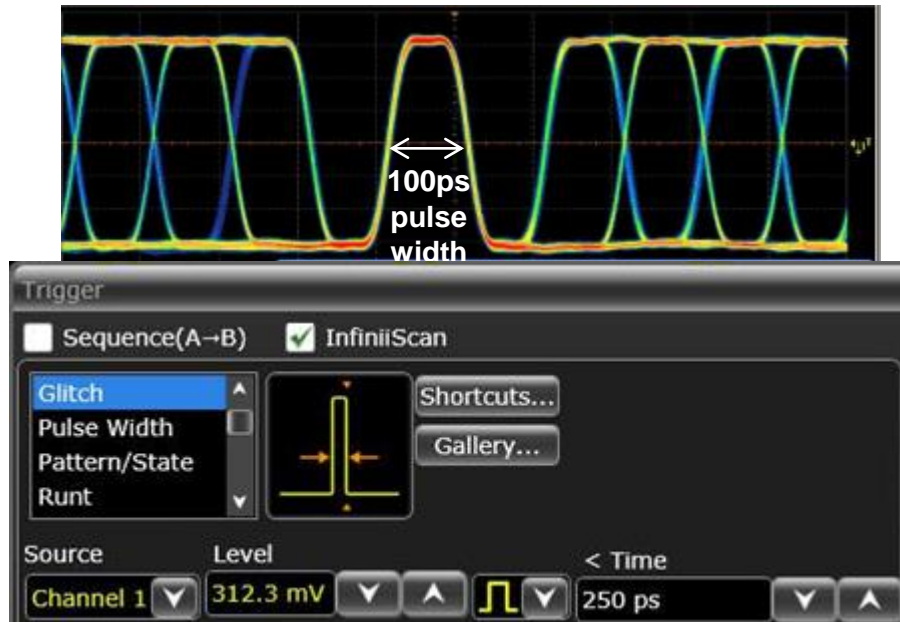 100ps
pulse
width
Trigger
Sequence(A→B) InfiniiScan
Glitch
Pulse Width
Pattern/State
Runt
Shortcuts...
Gallery...
Source Level < Time
Channel 1 312.3 mV 250 ps